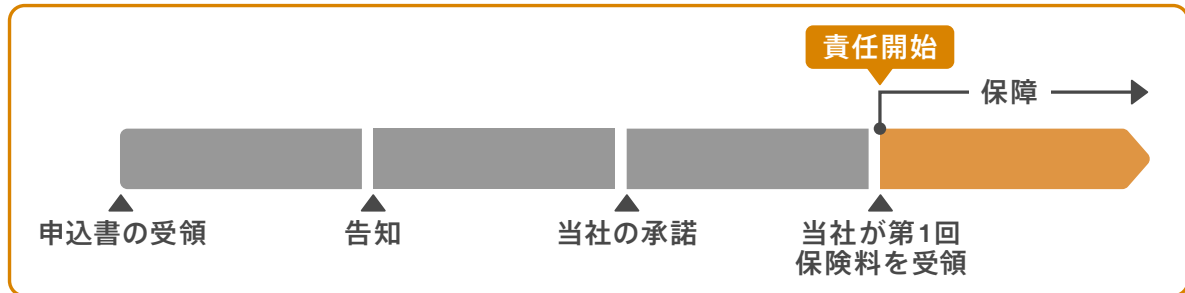 責任開始
保障
申込書の受領
告知
当社の承諾
当社が第1回
保険料を受領